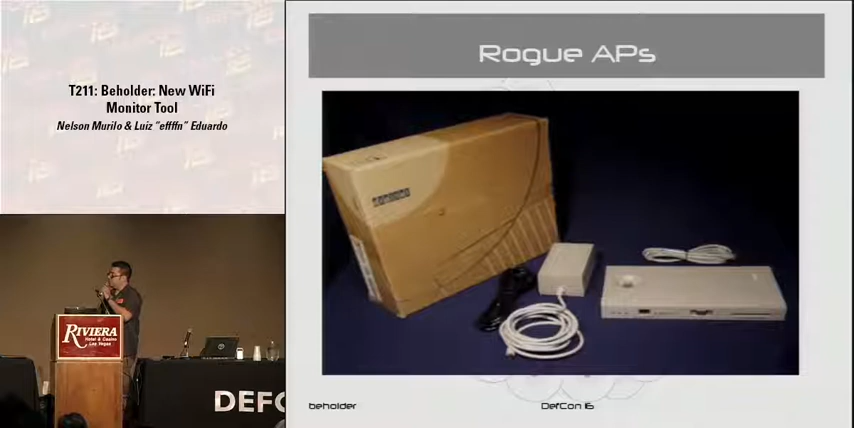 T211: Beholder: New WiFi
Monitor Tool
Nelson Murilo & Luiz "effffn" Eduardo
RIVIERA
Hotel & Casino
Las Vegas
DEFC
Rogue APs
beholder
DefCon 16